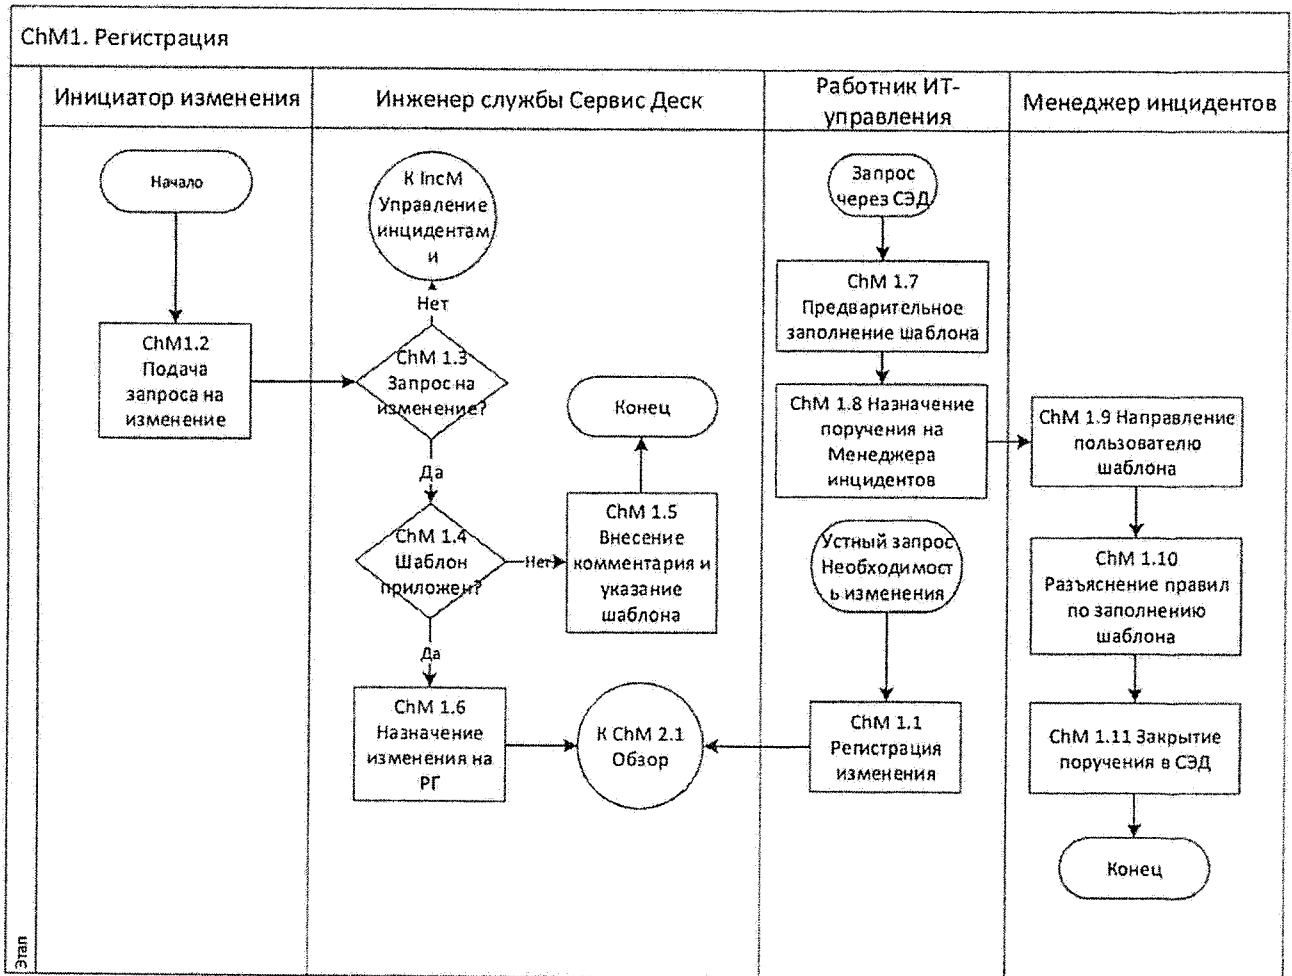 ChM1. Регистрация
Инициатор изменения
Инженер службы Сервис Деск
Работник ИТ-
управления
Менеджер инцидентов
Начало
ChM1.2
Подача
запроса на
изменение
К IncM
Управление
инцидентам
и
Нет
ChM 1.3
Запрос на
изменение?
Да
ChM 1.4
Шаблон
приложен?
Нет
Да
ChM 1.6
Назначение
изменения на
РГ
Конец
ChM 1.5
Внесение
комментария и
указание
шаблона
К ChM 2.1
Обзор
Запрос
через СЭД
ChM 1.7
Предварительное
заполнение шаблона
ChM 1.8 Назначение
поручения на
Менеджера
инцидентов
Устный запрос
Необходимост
ь изменения
ChM 1.1
Регистрация
изменения
ChM 1.9 Направление
пользователю
шаблона
ChM 1.10
Разъяснение правил
по заполнению
шаблона
ChM 1.11 Закрытие
поручения в СЭД
Конец
Этап